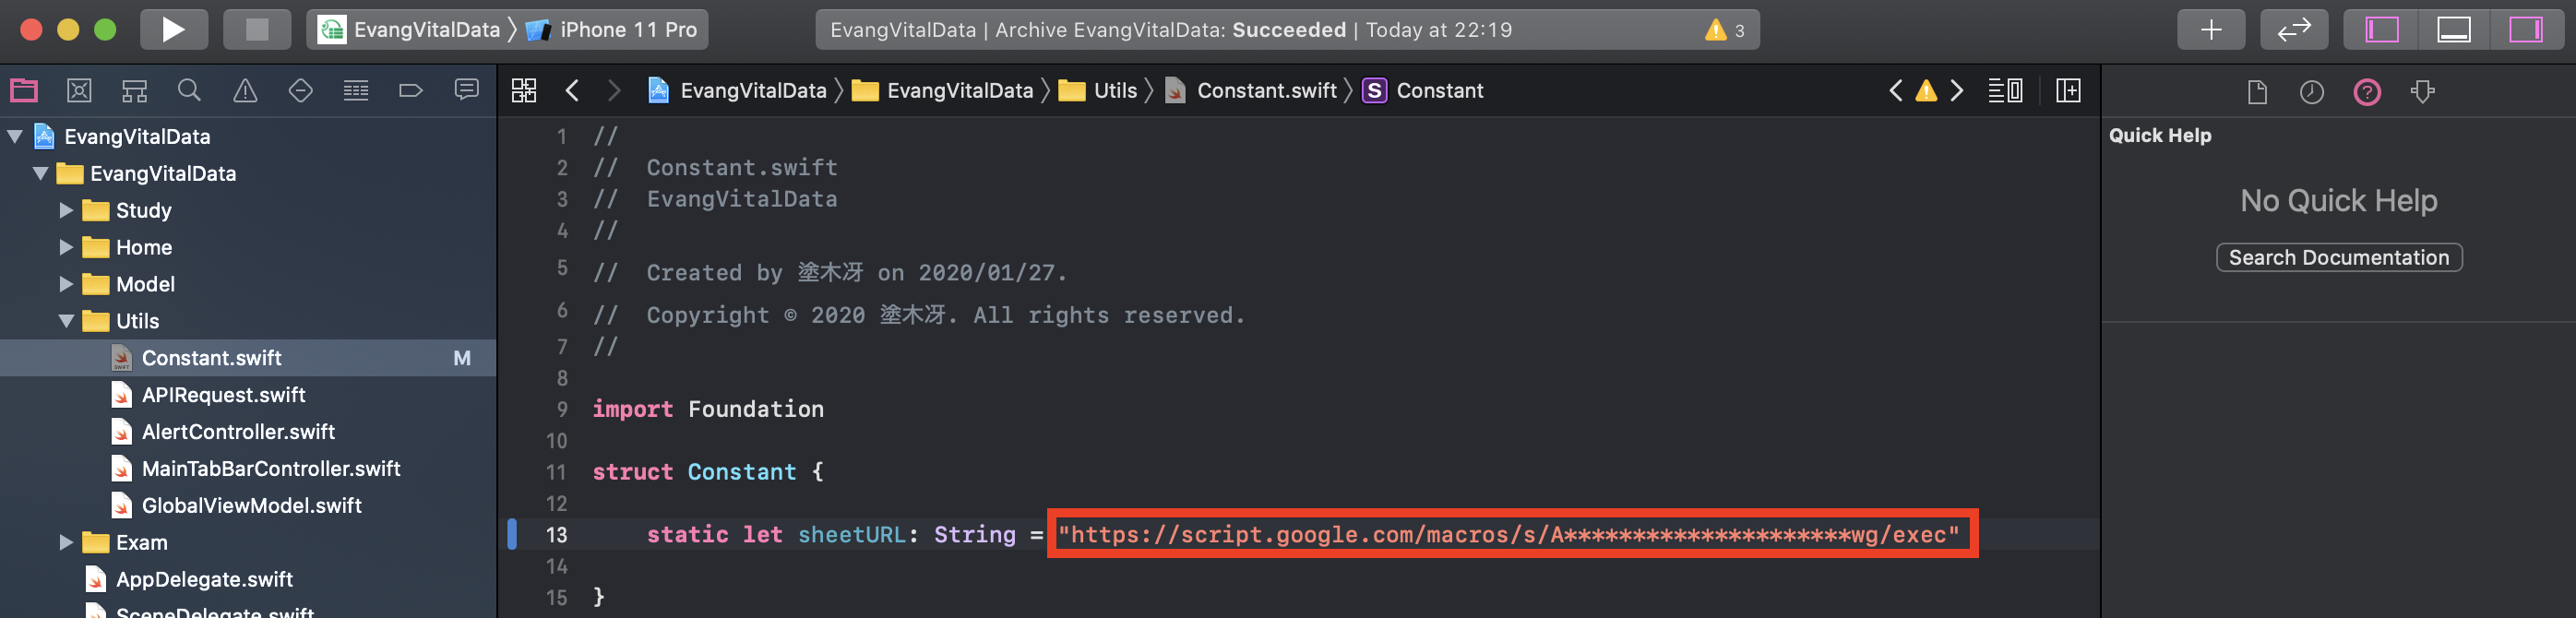 EvangVitalData 〉 iPhone 11 Pro
EvangVitalData | Archive EvangVitalData: Succeeded | Today at 22:19
3
EvangVitalData
EvangVitalData
Study
Home
Model
Utils
Constant.swift M
APIRequest.swift
AlertController.swift
MainTabBarController.swift
GlobalViewModel.swift
Exam
AppDelegate.swift
SceneDelegate.swift
EvangVitalData 〉 EvangVitalData 〉 Utils 〉 Constant.swift 〉 S Constant
1 //
2 //  Constant.swift
3 //  EvangVitalData
4 //
5 //  Created by 塗木冴 on 2020/01/27.
6 //  Copyright © 2020 塗木冴. All rights reserved.
7 //
8
9 import Foundation
10
11 struct Constant {
12
13     static let sheetURL: String = "https://script.google.com/macros/s/A*********************wg/exec"
14
15 }
Quick Help
No Quick Help
Search Documentation